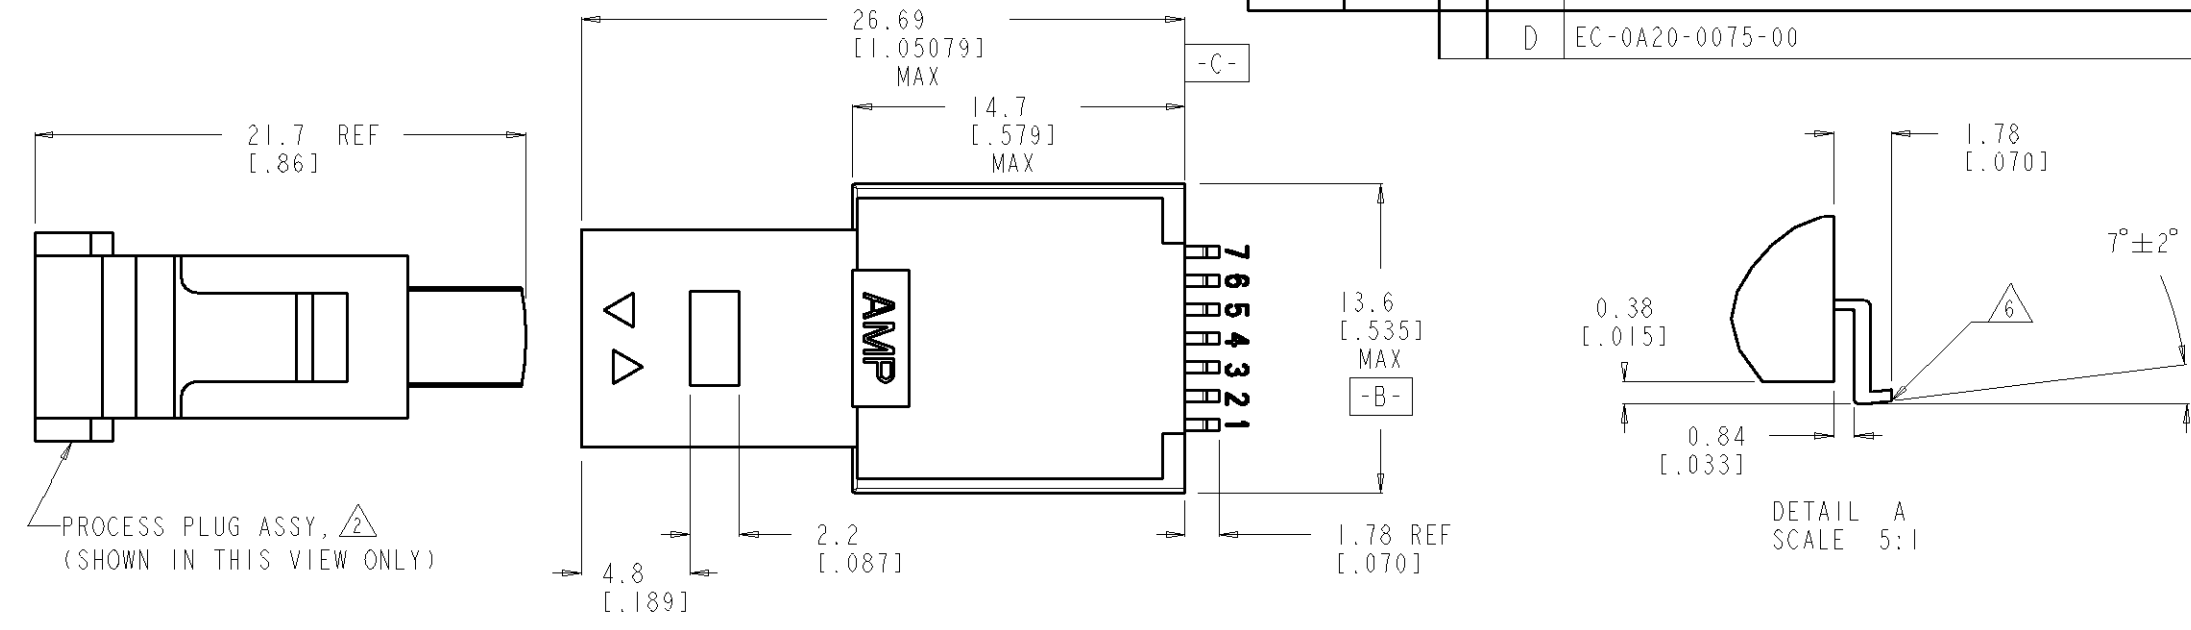 26.69
[1.05079]
MAX
D EC-0A20-0075-00
-C-
14.7
[.579]
MAX
21.7 REF
[.86]
1.78
[.070]
7°±2°
7
6
5
4
3
2
1
AMP
13.6
[.535]
MAX
-B-
0.38
[.015]
6
0.84
[.033]
PROCESS PLUG ASSY, 2
(SHOWN IN THIS VIEW ONLY)
2.2
[.087]
4.8
[.189]
1.78 REF
[.070]
DETAIL A
SCALE 5:1